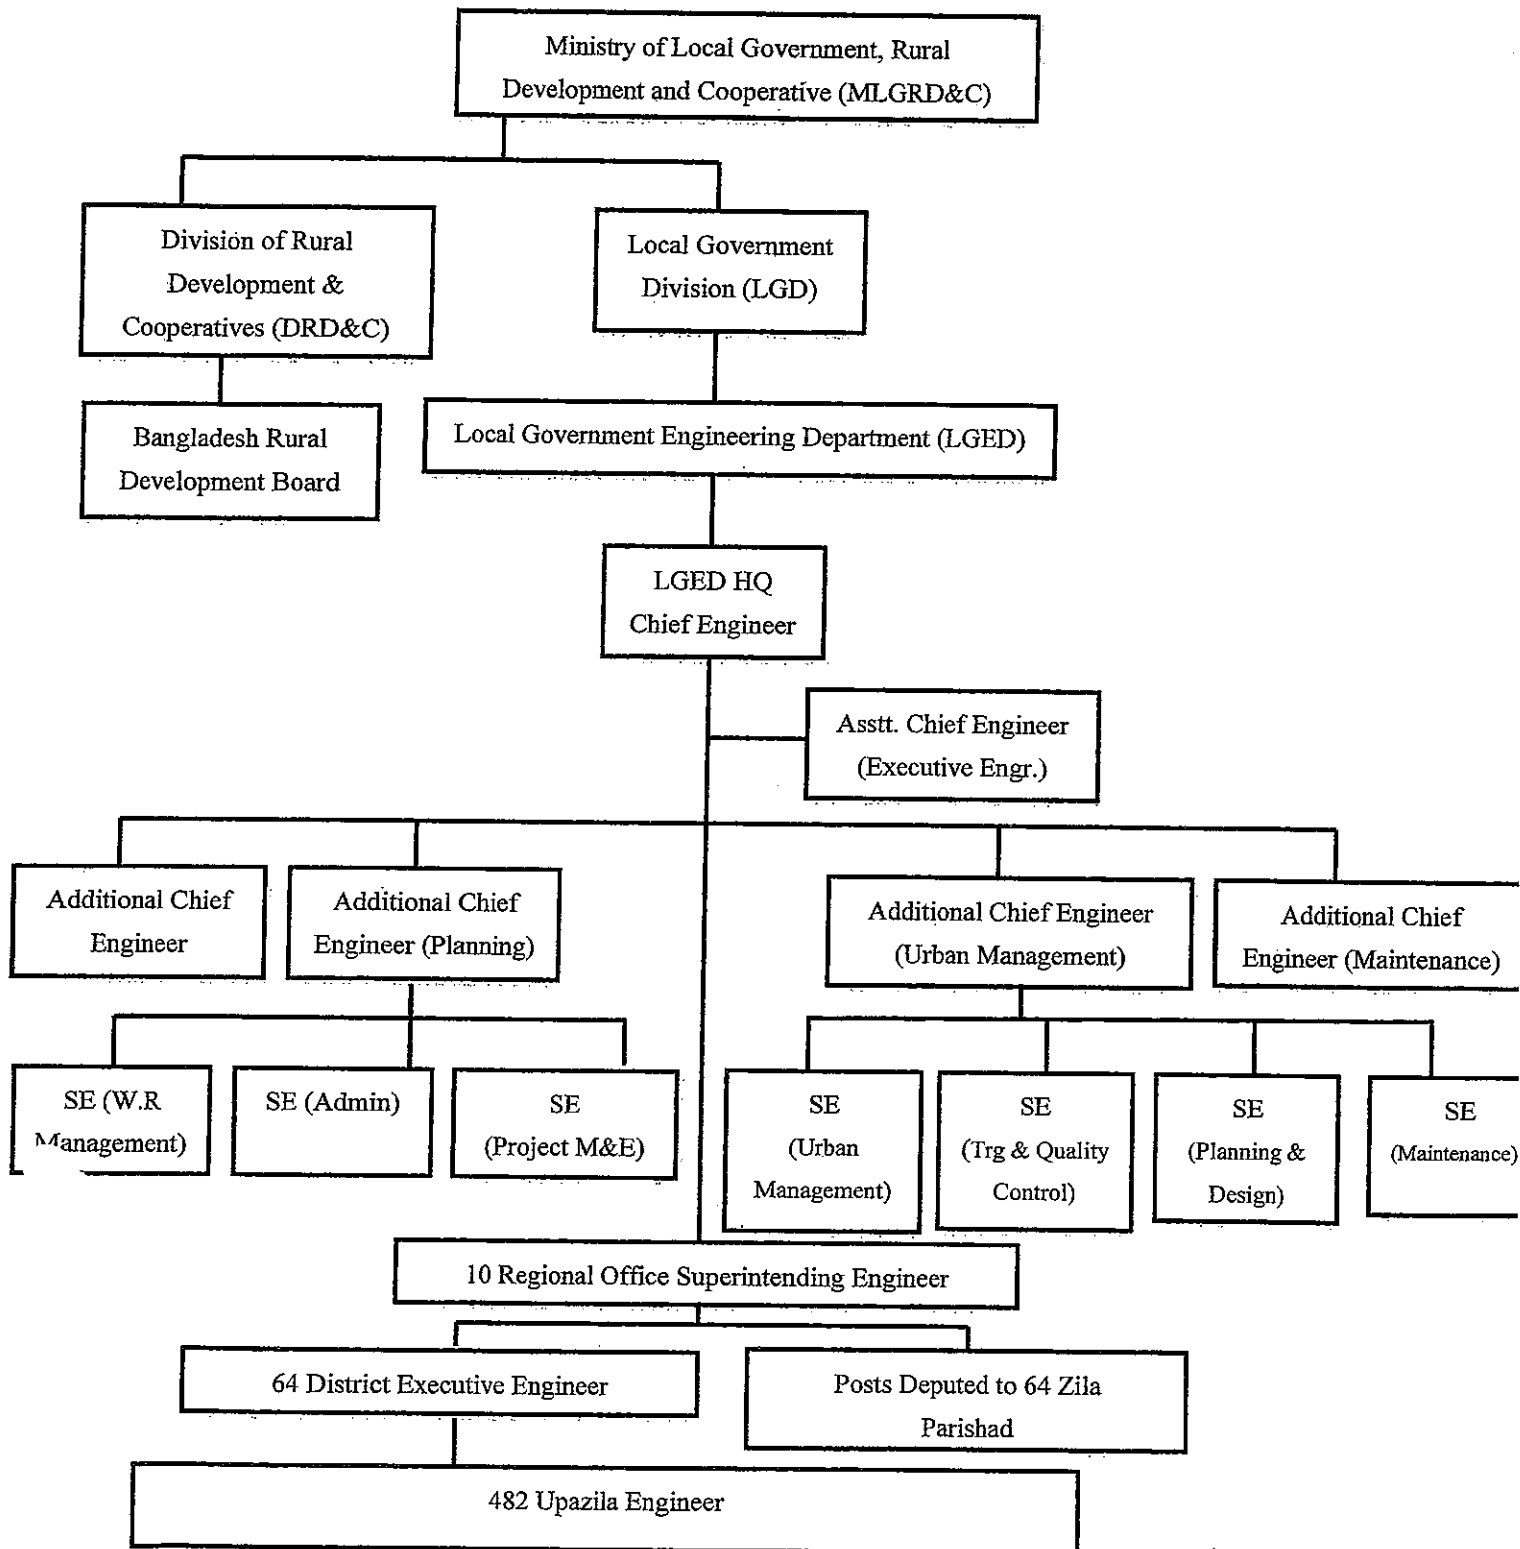 Ministry of Local Government, Rural
Development and Cooperative (MLGRD&C)
Division of Rural
Development &
Cooperatives (DRD&C)
Local Government
Division (LGD)
Bangladesh Rural
Development Board
Local Government Engineering Department (LGED)
LGED HQ
Chief Engineer
Asstt. Chief Engineer
(Executive Engr.)
Additional Chief
Engineer
Additional Chief
Engineer (Planning)
Additional Chief Engineer
(Urban Management)
Additional Chief
Engineer (Maintenance)
SE (W.R
Management)
SE (Admin)
SE
(Project M&E)
SE
(Urban
Management)
SE
(Trg & Quality
Control)
SE
(Planning &
Design)
SE
(Maintenance)
10 Regional Office Superintending Engineer
64 District Executive Engineer
Posts Deputed to 64 Zila
Parishad
482 Upazila Engineer